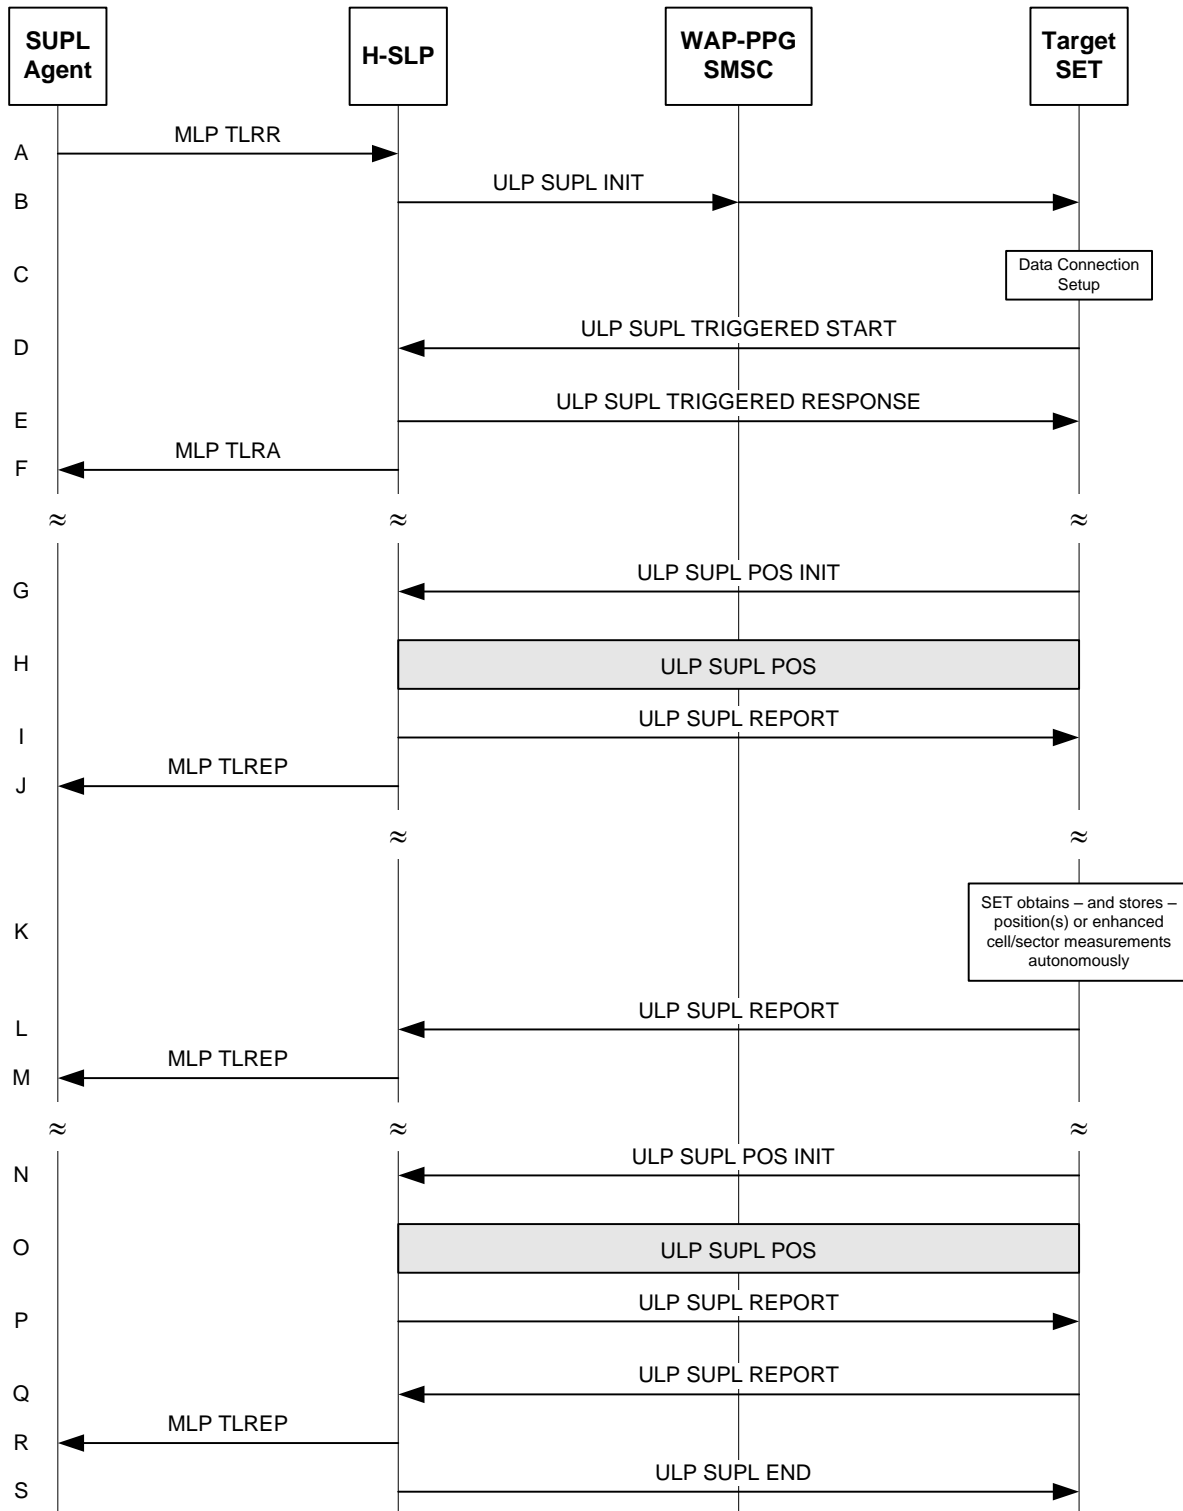 SUPL
Agent
H-SLP
WAP-PPG
SMSC
Target
SET
A
MLP TLRR
B
ULP SUPL INIT
C
Data Connection
Setup
D
ULP SUPL TRIGGERED START
E
ULP SUPL TRIGGERED RESPONSE
F
MLP TLRA
≈ ≈ ≈
G
ULP SUPL POS INIT
H
ULP SUPL POS
I
ULP SUPL REPORT
J
MLP TLREP
≈ ≈
K
SET obtains – and stores –
position(s) or enhanced
cell/sector measurements
autonomously
L
ULP SUPL REPORT
M
MLP TLREP
≈ ≈ ≈
N
ULP SUPL POS INIT
O
ULP SUPL POS
P
ULP SUPL REPORT
Q
ULP SUPL REPORT
R
MLP TLREP
S
ULP SUPL END